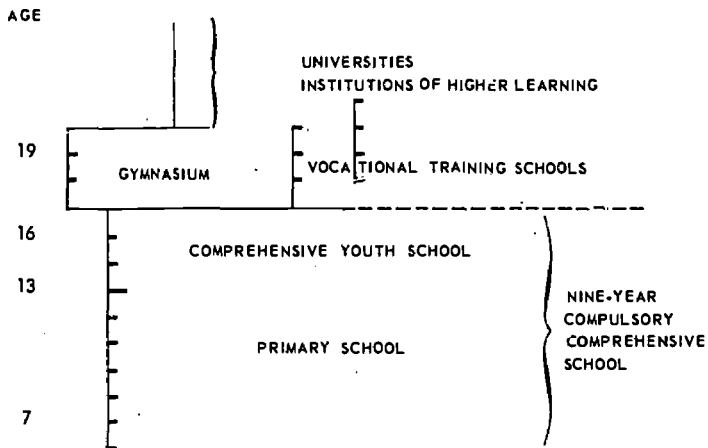 AGE
UNIVERSITIES
INSTITUTIONS OF HIGHER LEARNING
19
GYMNASIUM
VOCATIONAL TRAINING SCHOOLS
16
COMPREHENSIVE YOUTH SCHOOL
13
NINE-YEAR
COMPULSORY
COMPREHENSIVE
SCHOOL
PRIMARY SCHOOL
7